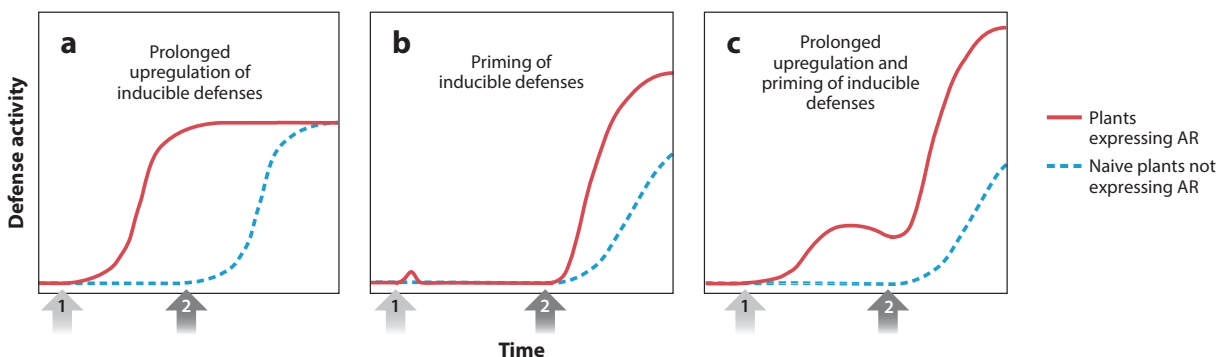 Defense activity
a
Prolonged
upregulation of
inducible defenses
1
2
b
Priming of
inducible defenses
1
2
c
Prolonged
upregulation and
priming of inducible
defenses
1
2
Plants
expressing AR
Naive plants not
expressing AR
Time